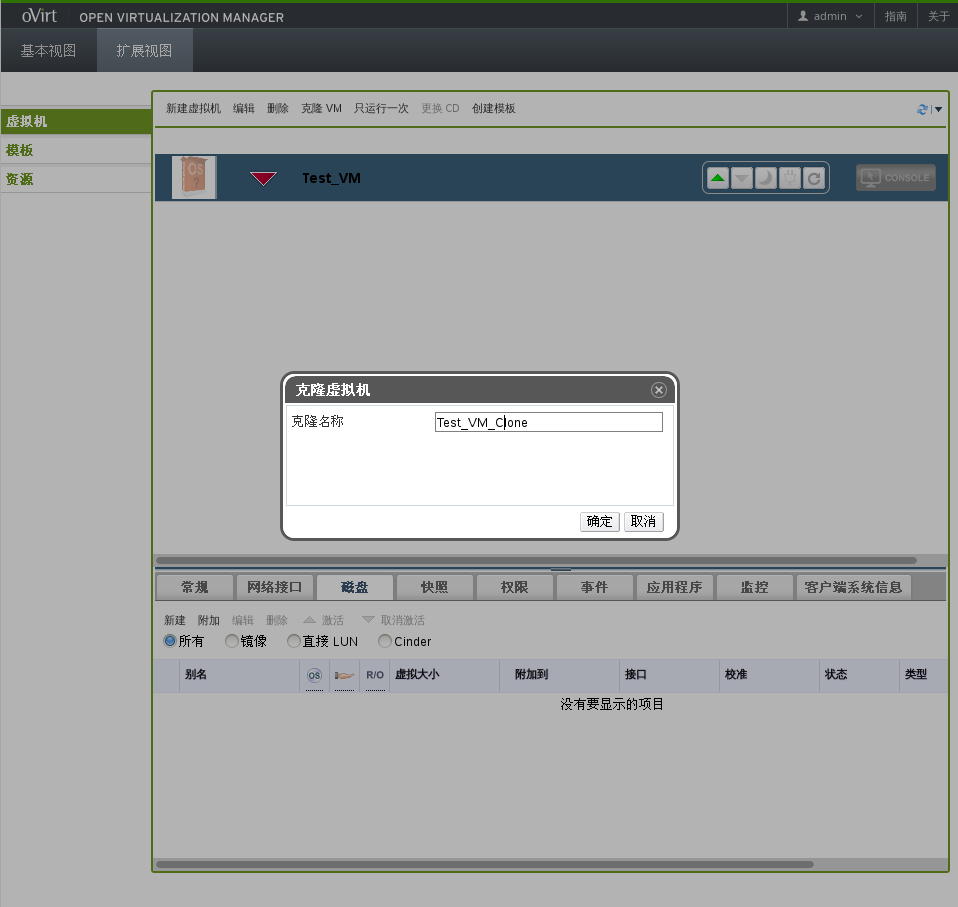 oVirt OPEN VIRTUALIZATION MANAGER admin 指南 关于
基本视图 扩展视图
新建虚拟机 编辑 删除 克隆 VM 只运行一次 更换 CD 创建模板
虚拟机
模板
资源
OS ?
Test_VM
CONSOLE
克隆虚拟机
克隆名称 Test_VM_Clone
确定 取消
常规 网络接口 磁盘 快照 权限 事件 应用程序 监控 客户端系统信息
新建 附加 编辑 删除 激活 取消激活
所有 镜像 直接 LUN Cinder
别名 OS R/O 虚拟大小 附加到 接口 校准 状态 类型
没有要显示的项目